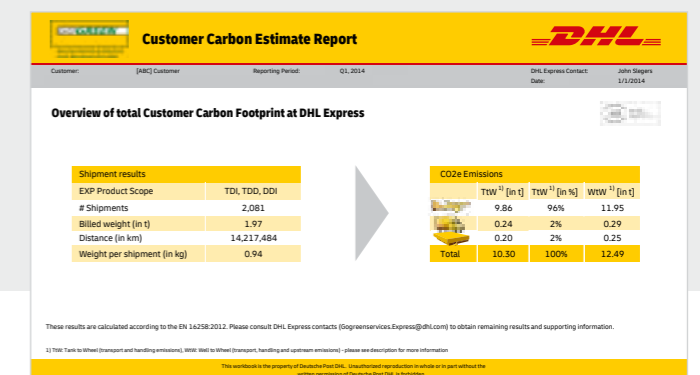 Customer Carbon Estimate Report
DHL
Customer: [ABC] Customer Reporting Period: Q1, 2014 DHL Express Contact: John Slegers
Date: 1/1/2014
Overview of total Customer Carbon Footprint at DHL Express
Shipment results CO2e Emissions
EXP Product Scope TDI, TDD, DDI TtW 1) [in t] TtW 1) [in %] WtW 1) [in t]
# Shipments 2,081 9.86 96% 11.95
Billed weight (in t) 1.97 0.24 2% 0.29
Distance (in km) 14,217,484 0.20 2% 0.25
Weight per shipment (in kg) 0.94 Total 10.30 100% 12.49
These results are calculated according to the EN 16258:2012. Please consult DHL Express contacts (Gogreenservices.Express@dhl.com) to obtain remaining results and supporting information.
1) TtW: Tank to Wheel (transport and handling emissions), WtW: Well to Wheel (transport, handling and upstream emissions) - please see description for more information
This workbook is the property of Deutsche Post DHL. Unauthorized reproduction in whole or in part without the
written permission of Deutsche Post DHL is forbidden